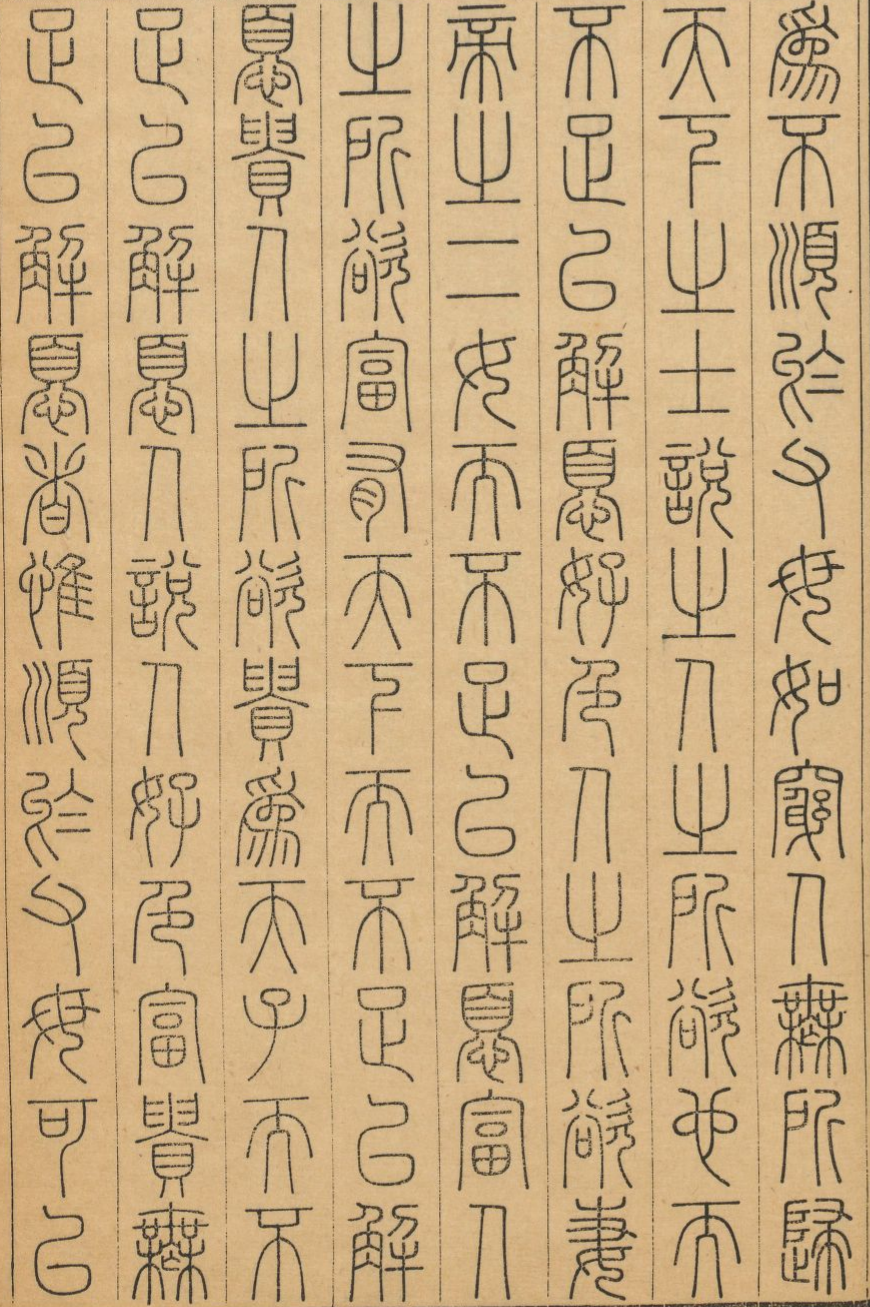 為不順於父母如窮人無所歸
天下之士說之人之所欲也而
不足以解憂好色人之所欲妻
帝之二女而不足以解憂富人
之所欲富有天下而不足以解
憂貴人之所欲貴為天子而不
足以解憂人說人好色富貴無
足以解憂者惟順於父母可以